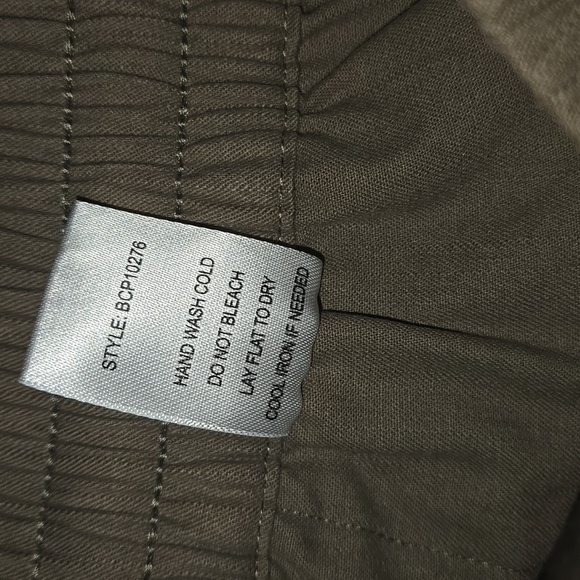 STYLE: BCP10276
HAND WASH COLD
DO NOT BLEACH
LAY FLAT TO DRY
COOL IRON IF NEEDED